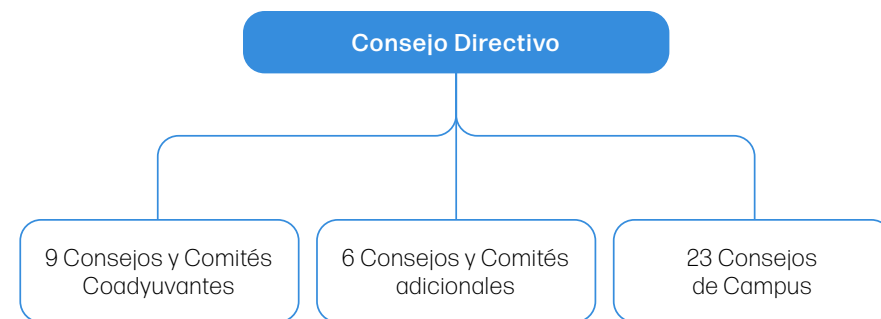 Consejo Directivo
9 Consejos y Comités
Coadyuvantes
6 Consejos y Comités
adicionales
23 Consejos
de Campus